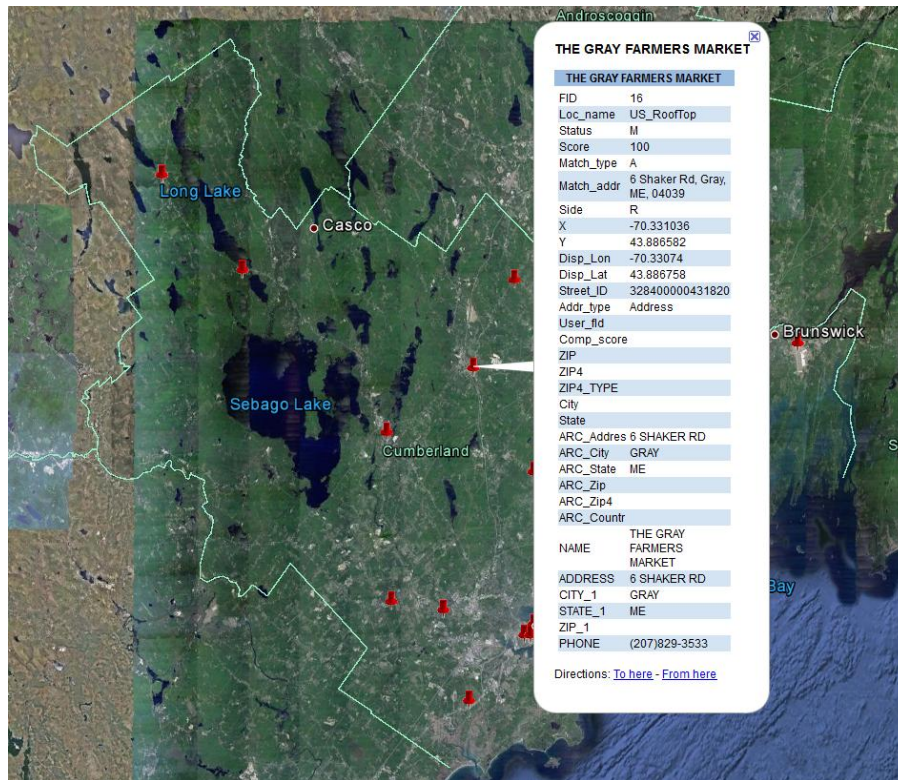 Androscoggin
THE GRAY FARMERS MARKET
THE GRAY FARMERS MARKET
FID 16
Loc_name US_RoofTop
Status M
Score 100
Match_type A
Match_addr 6 Shaker Rd, Gray,
ME, 04039
Side R
X -70.331036
Y 43.886582
Disp_Lon -70.33074
Disp_Lat 43.886758
Street_ID 328400000431820
Addr_type Address
User_fld
Comp_score
ZIP
ZIP4
ZIP4_TYPE
City
State
ARC_Addres 6 SHAKER RD
ARC_City GRAY
ARC_State ME
ARC_Zip
ARC_Zip4
ARC_Countr
NAME THE GRAY
FARMERS
MARKET
ADDRESS 6 SHAKER RD
CITY_1 GRAY
STATE_1 ME
ZIP_1
PHONE (207)829-3533
Directions: To here - From here
Long Lake
Casco
Brunswick
Sebago Lake
Cumberland
S
Bay